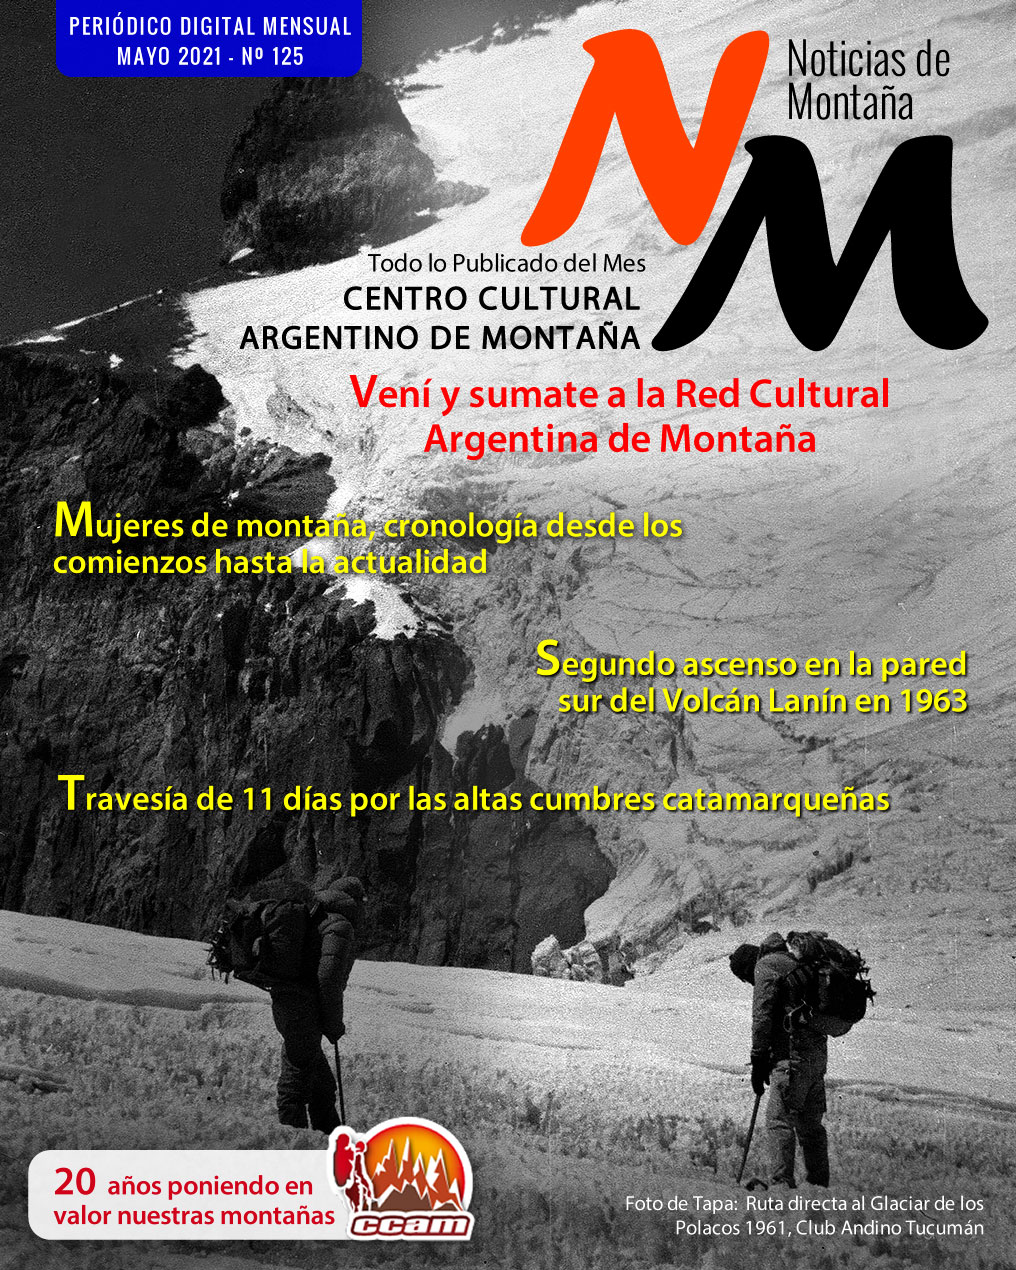 PERIÓDICO DIGITAL MENSUAL
MAYO 2021 - Nº 125
NM
Noticias de
Montaña
Todo lo Publicado del Mes
CENTRO CULTURAL
ARGENTINO DE MONTAÑA
Vení y sumate a la Red Cultural
Argentina de Montaña
Mujeres de montaña, cronología desde los
comienzos hasta la actualidad
Segundo ascenso en la pared
sur del Volcán Lanín en 1963
Travesía de 11 días por las altas cumbres catamarqueñas
20 años poniendo en
valor nuestras montañas
ccam
Foto de Tapa: Ruta directa al Glaciar de los
Polacos 1961, Club Andino Tucumán